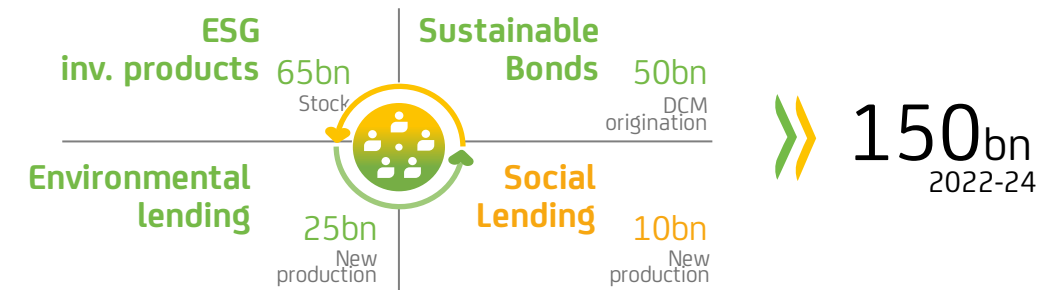 ESG
inv. products
65bn
Stock
Sustainable
Bonds
50bn
DCM
origination
Environmental
lending
25bn
New
production
Social
Lending
10bn
New
production
150bn
2022-24